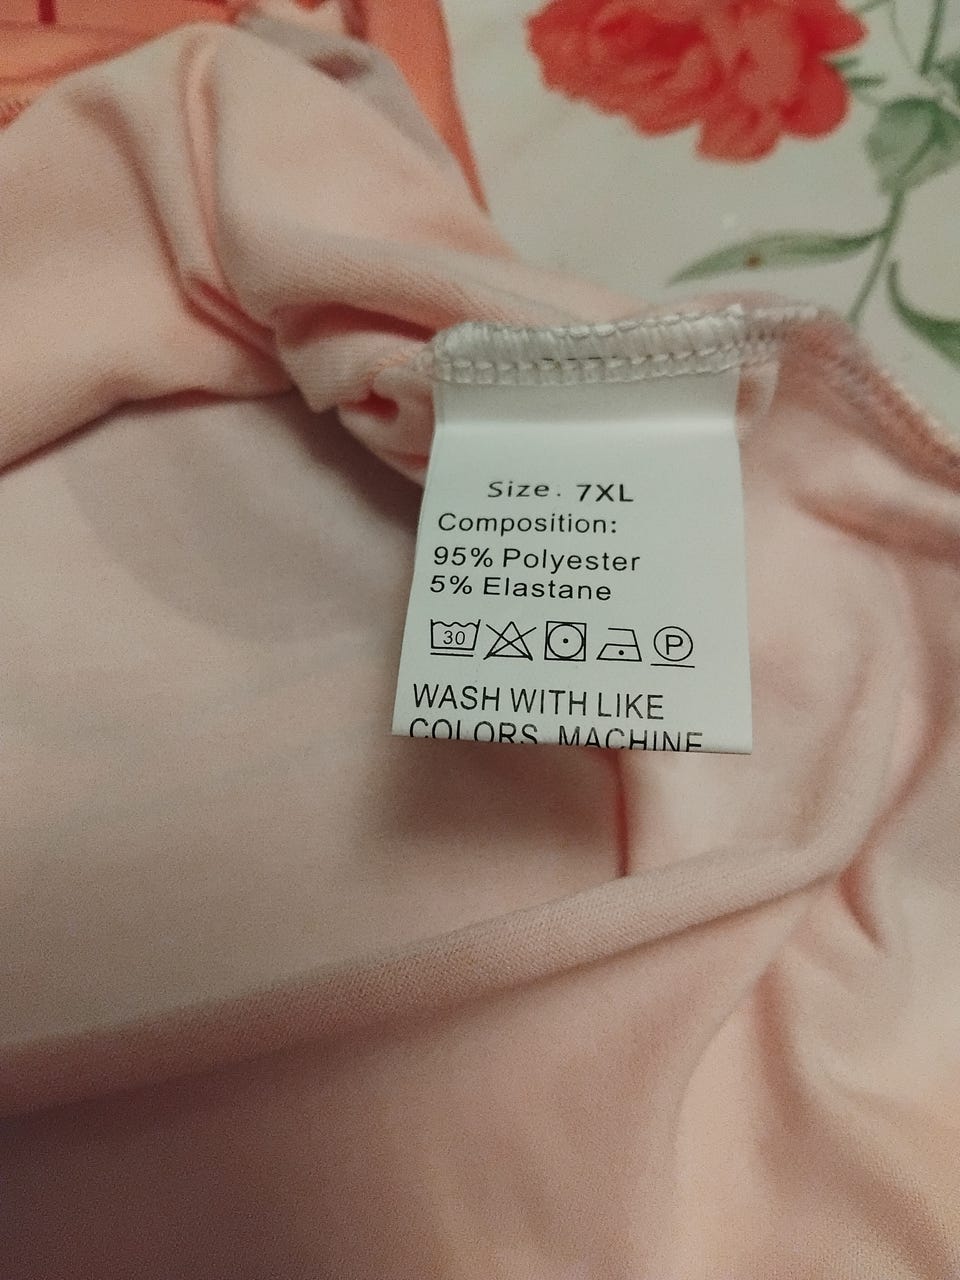 Size. 7XL
Composition:
95% Polyester
5% Elastane
30 P
WASH WITH LIKE
COLORS, MACHINE